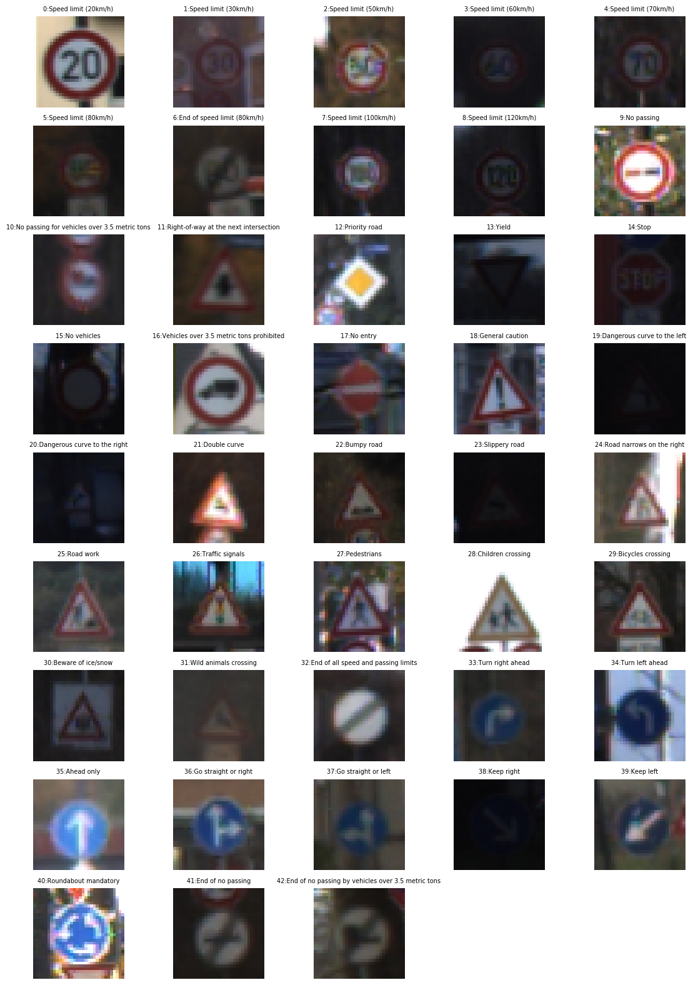 0:Speed limit (20km/h)
1:Speed limit (30km/h)
2:Speed limit (50km/h)
3:Speed limit (60km/h)
4:Speed limit (70km/h)
20
30
70
5:Speed limit (80km/h)
6:End of speed limit (80km/h)
7:Speed limit (100km/h)
8:Speed limit (120km/h)
9:No passing
10:No passing for vehicles over 3.5 metric tons
11:Right-of-way at the next intersection
12:Priority road
13:Yield
14:Stop
STOP
15:No vehicles
16:Vehicles over 3.5 metric tons prohibited
17:No entry
18:General caution
19:Dangerous curve to the left
20:Dangerous curve to the right
21:Double curve
22:Bumpy road
23:Slippery road
24:Road narrows on the right
25:Road work
26:Traffic signals
27:Pedestrians
28:Children crossing
29:Bicycles crossing
30:Beware of ice/snow
31:Wild animals crossing
32:End of all speed and passing limits
33:Turn right ahead
34:Turn left ahead
35:Ahead only
36:Go straight or right
37:Go straight or left
38:Keep right
39:Keep left
40:Roundabout mandatory
41:End of no passing
42:End of no passing by vehicles over 3.5 metric tons